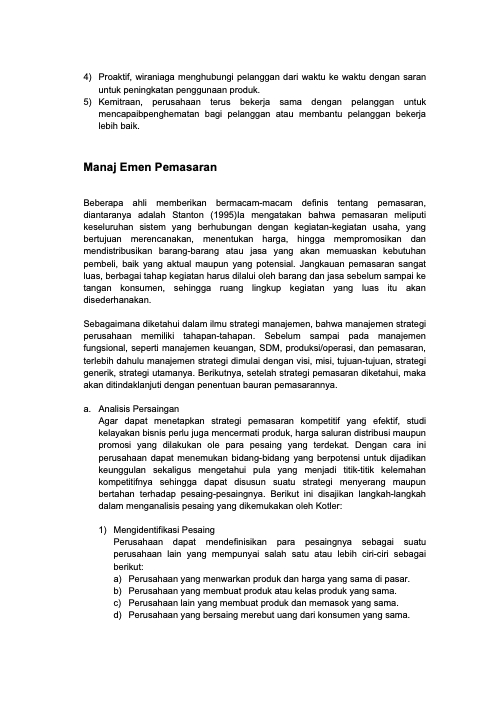 4) Proaktif, wiraniaga menghubungi pelanggan dari waktu ke waktu dengan saran
untuk peningkatan penggunaan produk.
5) Kemitraan, perusahaan terus bekerja sama dengan pelanggan untuk
mencapaibpenghematan bagi pelanggan atau membantu pelanggan bekerja
lebih baik.
Manaj Emen Pemasaran
Beberapa ahli memberikan bermacam-macam definis tentang pemasaran,
diantaranya adalah Stanton (1995)Ia mengatakan bahwa pemasaran meliputi
keseluruhan sistem yang berhubungan dengan kegiatan-kegiatan usaha, yang
bertujuan merencanakan, menentukan harga, hingga mempromosikan dan
mendistribusikan barang-barang atau jasa yang akan memuaskan kebutuhan
pembeli, baik yang aktual maupun yang potensial. Jangkauan pemasaran sangat
luas, berbagai tahap kegiatan harus dilalui oleh barang dan jasa sebelum sampai ke
tangan konsumen, sehingga ruang lingkup kegiatan yang luas itu akan
disederhanakan.
Sebagaimana diketahui dalam ilmu strategi manajemen, bahwa manajemen strategi
perusahaan memiliki tahapan-tahapan. Sebelum sampai pada manajemen
fungsional, seperti manajemen keuangan, SDM, produksi/operasi, dan pemasaran,
terlebih dahulu manajemen strategi dimulai dengan visi, misi, tujuan-tujuan, strategi
generik, strategi utamanya. Berikutnya, setelah strategi pemasaran diketahui, maka
akan ditindaklanjuti dengan penentuan bauran pemasarannya.
a. Analisis Persaingan
Agar dapat menetapkan strategi pemasaran kompetitif yang efektif, studi
kelayakan bisnis perlu juga mencermati produk, harga saluran distribusi maupun
promosi yang dilakukan ole para pesaing yang terdekat. Dengan cara ini
perusahaan dapat menemukan bidang-bidang yang berpotensi untuk dijadikan
keunggulan sekaligus mengetahui pula yang menjadi titik-titik kelemahan
kompetitifnya sehingga dapat disusun suatu strategi menyerang maupun
bertahan terhadap pesaing-pesaingnya. Berikut ini disajikan langkah-langkah
dalam menganalisis pesaing yang dikemukakan oleh Kotler:
1) Mengidentifikasi Pesaing
Perusahaan dapat mendefinisikan para pesaingnya sebagai suatu
perusahaan lain yang mempunyai salah satu atau lebih ciri-ciri sebagai
berikut:
a) Perusahaan yang menwarkan produk dan harga yang sama di pasar.
b) Perusahaan yang membuat produk atau kelas produk yang sama.
c) Perusahaan lain yang membuat produk dan memasok yang sama.
d) Perusahaan yang bersaing merebut uang dari konsumen yang sama.